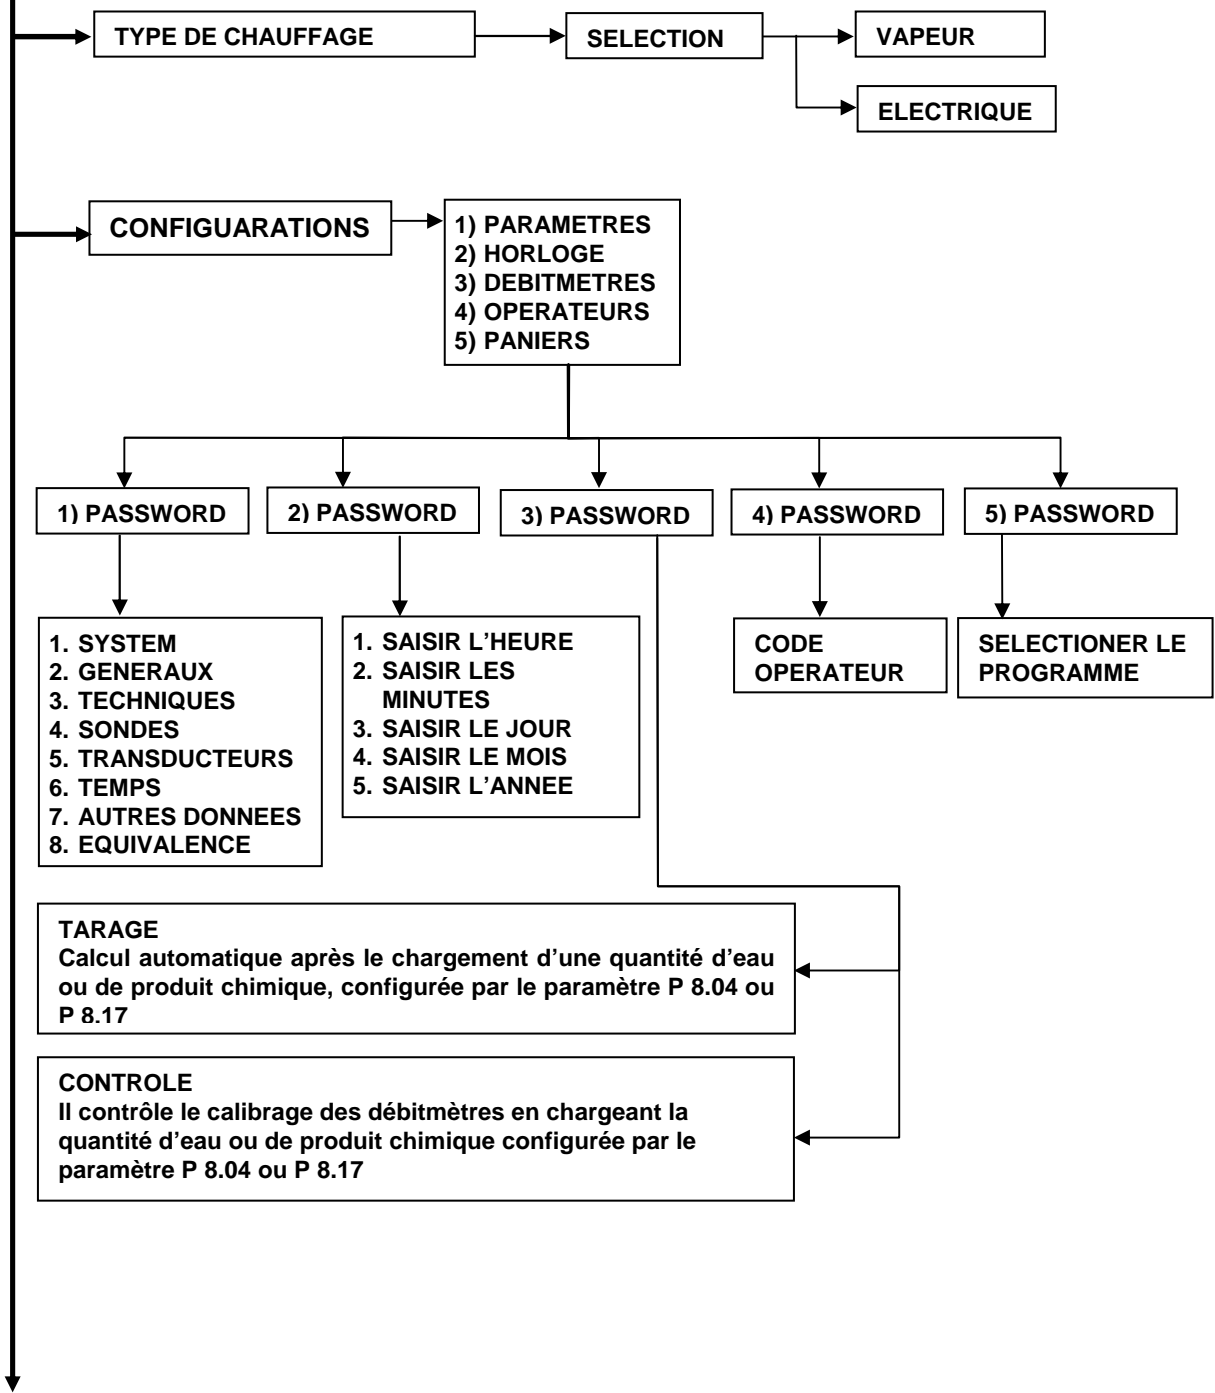 TYPE DE CHAUFFAGE
SELECTION
VAPEUR
ELECTRIQUE
CONFIGUARATIONS
1) PARAMETRES
2) HORLOGE
3) DEBITMETRES
4) OPERATEURS
5) PANIERS
1) PASSWORD
2) PASSWORD
3) PASSWORD
4) PASSWORD
5) PASSWORD
1. SYSTEM
2. GENERAUX
3. TECHNIQUES
4. SONDES
5. TRANSDUCTEURS
6. TEMPS
7. AUTRES DONNEES
8. EQUIVALENCE
1. SAISIR L’HEURE
2. SAISIR LES
MINUTES
3. SAISIR LE JOUR
4. SAISIR LE MOIS
5. SAISIR L’ANNEE
CODE
OPERATEUR
SELECTIONER LE
PROGRAMME
TARAGE
Calcul automatique après le chargement d’une quantité d’eau
ou de produit chimique, configurée par le paramètre P 8.04 ou
P 8.17
CONTROLE
Il contrôle le calibrage des débitmètres en chargeant la
quantité d’eau ou de produit chimique configurée par le
paramètre P 8.04 ou P 8.17